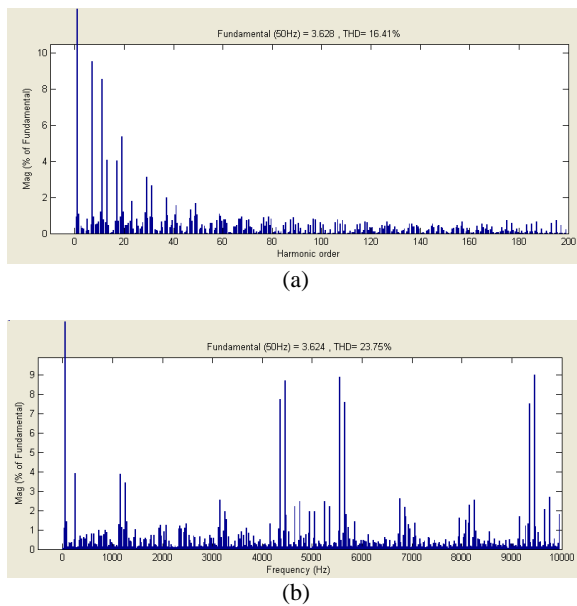 Fundamental (50Hz) = 3.628 , THD= 16.41%
Mag (% of Fundamental)
10
8
6
4
2
0
0 20 40 60 80 100 120 140 160 180 200
Harmonic order
(a)
Fundamental (50Hz) = 3.624 , THD= 23.75%
Mag (% of Fundamental)
9
8
7
6
5
4
3
2
1
0
0 1000 2000 3000 4000 5000 6000 7000 8000 9000 10000
Frequency (Hz)
(b)